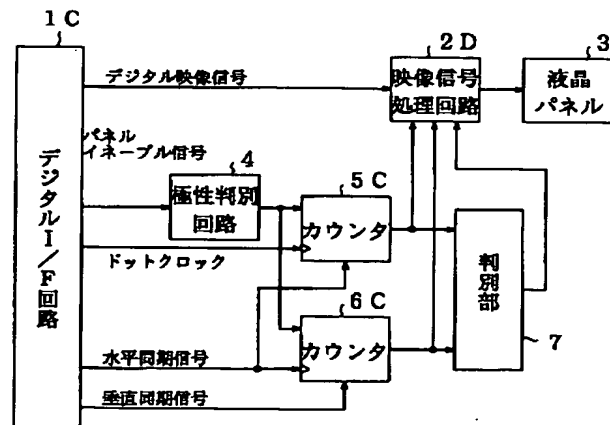 1C
2D
3
デジタル映像信号
映像信号
処理回路
液晶
パネル
パネル
イネーブル信号
4
極性判別
回路
5C
カウンタ
デジタルI/F回路
ドットクロック
判別部
6C
カウンタ
7
水平同期信号
垂直同期信号